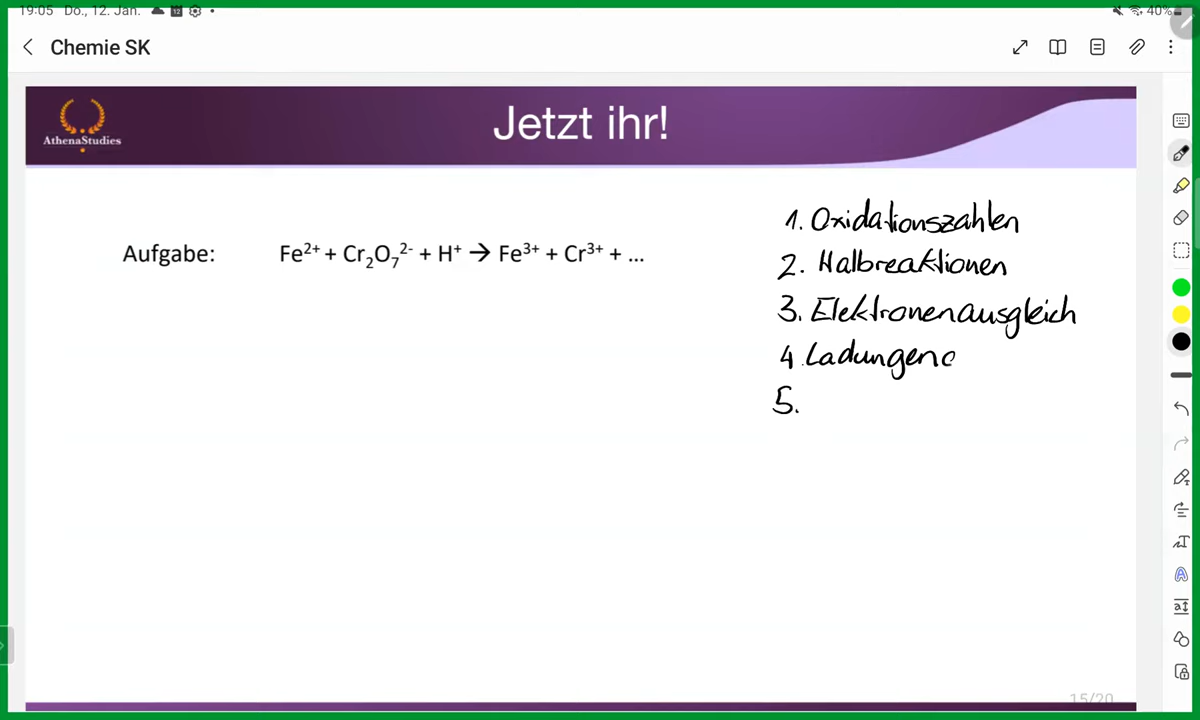 19:05 Do., 12. Jan. 40%
Chemie SK
AthenaStudies
Jetzt ihr!
Aufgabe: Fe²⁺ + Cr₂O₇²⁻ + H⁺ → Fe³⁺ + Cr³⁺ + ...
1. Oxidationszahlen
2. Halbreaktionen
3. Elektronenausgleich
4. Ladungen
5.
15/20